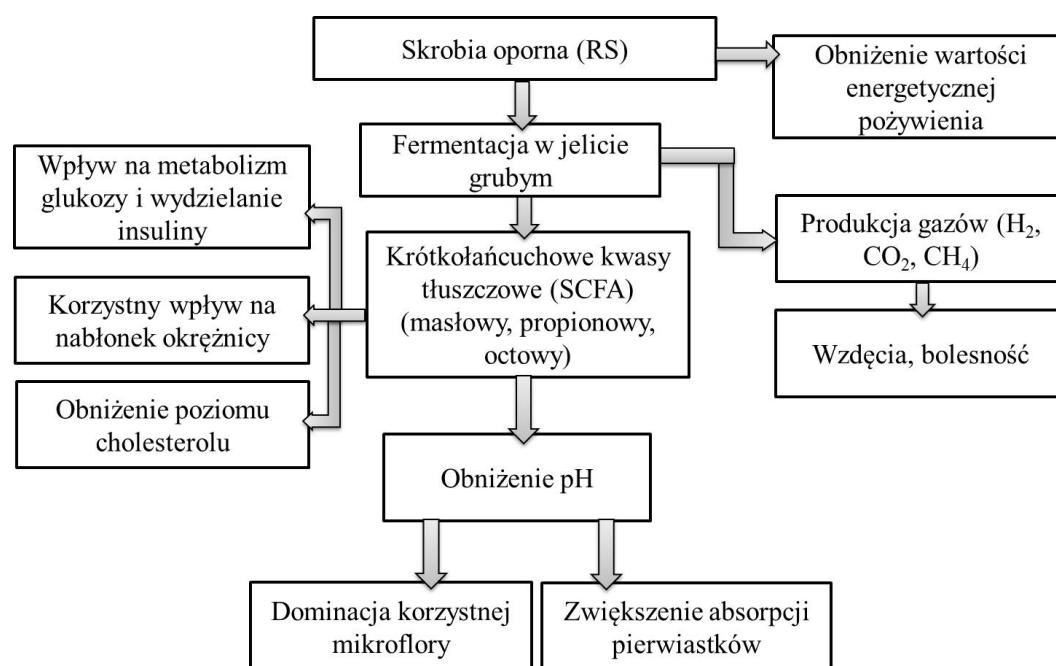 Skrobia oporna (RS)
Obniżenie wartości
energetycznej
pożywienia
Fermentacja w jelicie
grubym
Wpływ na metabolizm
glukozy i wydzielanie
insuliny
Produkcja gazów (H₂,
CO₂, CH₄)
Krótkołańcuchowe kwasy
tłuszczowe (SCFA)
(masłowy, propionowy,
octowy)
Korzystny wpływ na
nabłonek okrężnicy
Wzdęcia, bolesność
Obniżenie poziomu
cholesterolu
Obniżenie pH
Dominacja korzystnej
mikroflory
Zwiększenie absorpcji
pierwiastków